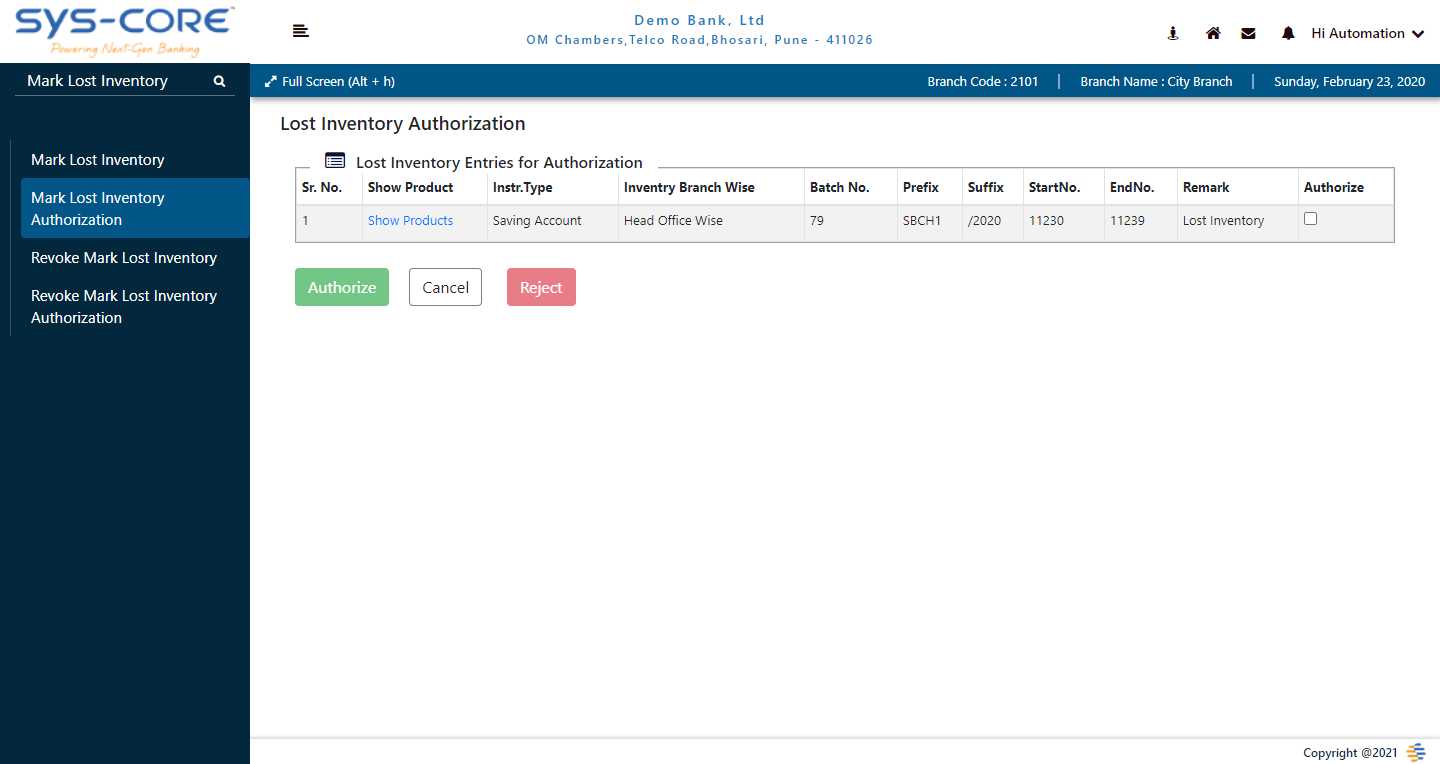 SYS-CORE™
Powering Next-Gen Banking
Demo Bank, Ltd
OM Chambers,Telco Road,Bhosari, Pune - 411026
Hi Automation
Mark Lost Inventory
Full Screen (Alt + h)
Branch Code : 2101 | Branch Name : City Branch | Sunday, February 23, 2020
Mark Lost Inventory
Mark Lost Inventory
Authorization
Revoke Mark Lost Inventory
Revoke Mark Lost Inventory
Authorization
Lost Inventory Authorization
Lost Inventory Entries for Authorization
Sr. No. Show Product Instr.Type Inventry Branch Wise Batch No. Prefix Suffix StartNo. EndNo. Remark Authorize
1 Show Products Saving Account Head Office Wise 79 SBCH1 /2020 11230 11239 Lost Inventory
Authorize Cancel Reject
Copyright @2021